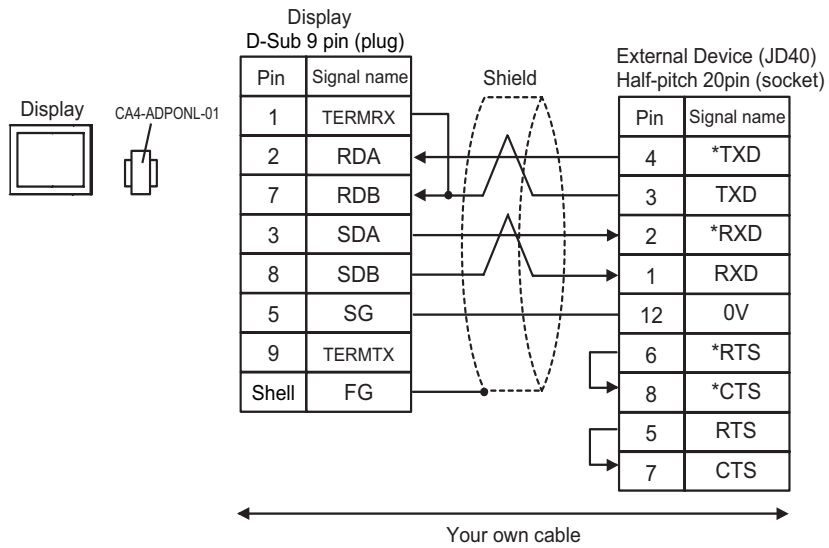 Display
D-Sub 9 pin (plug)
Pin Signal name
1 TERMRX
2 RDA
7 RDB
3 SDA
8 SDB
5 SG
9 TERMTX
Shell FG
Display
CA4-ADPONL-01
Shield
External Device (JD40)
Half-pitch 20pin (socket)
Pin Signal name
4 *TXD
3 TXD
2 *RXD
1 RXD
12 0V
6 *RTS
8 *CTS
5 RTS
7 CTS
Your own cable